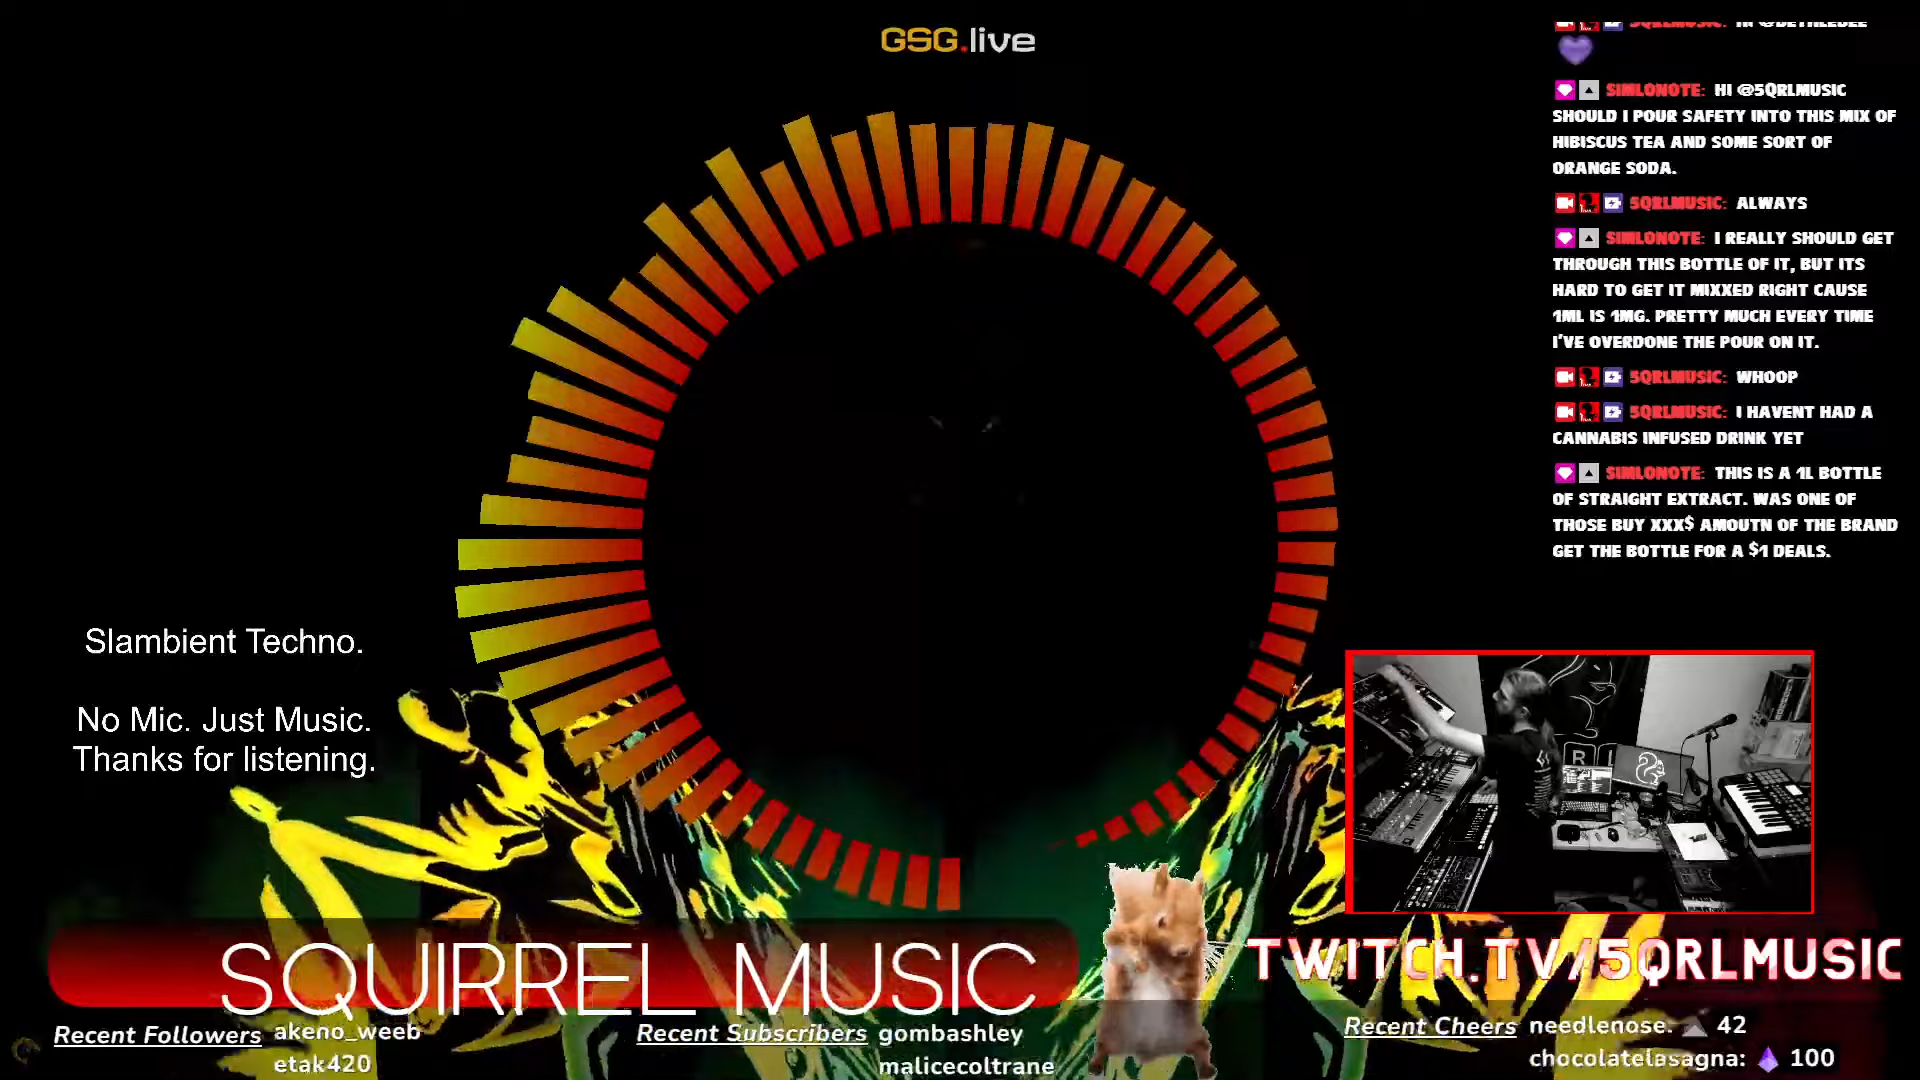 GSG.live
5QRLMUSIC: HI @BETHLEBEE
SIMLONOTE: HI @5QRLMUSIC
SHOULD I POUR SAFETY INTO THIS MIX OF
HIBISCUS TEA AND SOME SORT OF
ORANGE SODA.
5QRLMUSIC: ALWAYS
SIMLONOTE: I REALLY SHOULD GET
THROUGH THIS BOTTLE OF IT, BUT ITS
HARD TO GET IT MIXXED RIGHT CAUSE
1ML IS 1MG. PRETTY MUCH EVERY TIME
I'VE OVERDONE THE POUR ON IT.
5QRLMUSIC: WHOOP
5QRLMUSIC: I HAVENT HAD A
CANNABIS INFUSED DRINK YET
SIMLONOTE: THIS IS A 1L BOTTLE
OF STRAIGHT EXTRACT. WAS ONE OF
THOSE BUY XXX$ AMOUTN OF THE BRAND
GET THE BOTTLE FOR A $1 DEALS.
Slambient Techno.
No Mic. Just Music.
Thanks for listening.
SQUIRREL MUSIC
TWITCH.TV/5QRLMUSIC
Recent Followers akeno_weeb
etak420
Recent Subscribers gombashley
malicecoltrane
Recent Cheers needlenose. 42
chocolatelasagna: 100